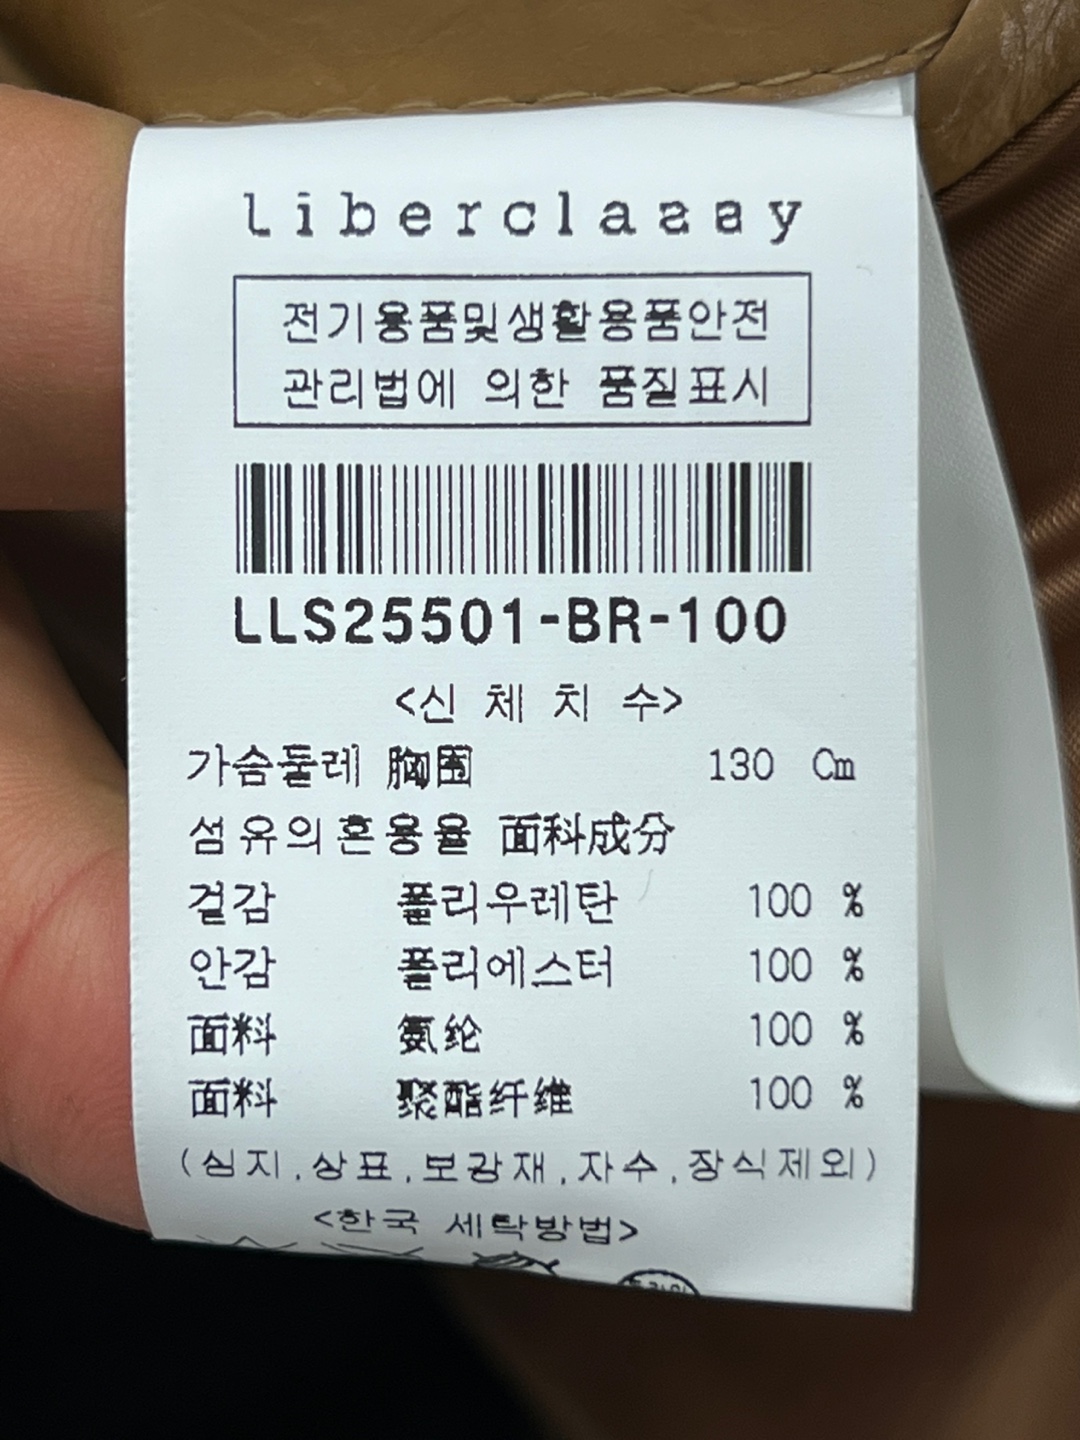 liberclassy
전기용품및생활용품안전
관리법에 의한 품질표시
LLS25501-BR-100
<신 체 치 수>
가슴둘레 胸围 130 Cm
섬유의혼용율 面科成分
겉감 폴리우레탄 100 %
안감 폴리에스터 100 %
面料 氨纶 100 %
面料 聚酯纤维 100 %
(심지,상표,보강재,자수,장식제외)
<한국 세탁방법>